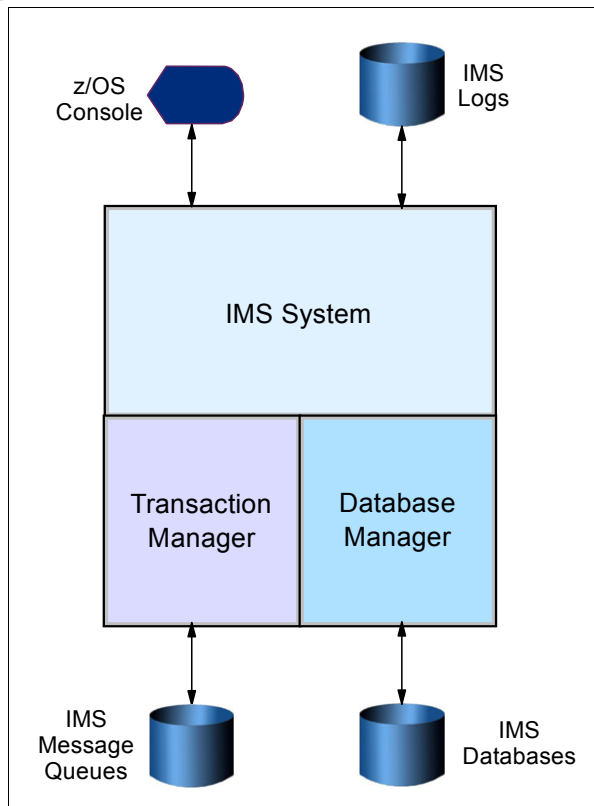 z/OS
Console
IMS
Logs
IMS System
Transaction
Manager
Database
Manager
IMS
Message
Queues
IMS
Databases